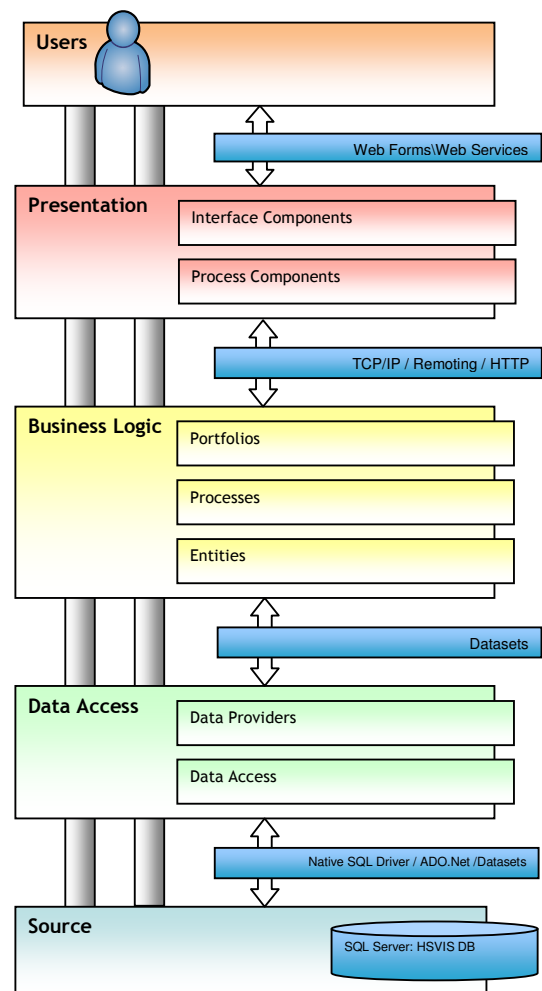 Users
Web Forms\Web Services
Presentation
Interface Components
Process Components
TCP/IP / Remoting / HTTP
Business Logic
Portfolios
Processes
Entities
Datasets
Data Access
Data Providers
Data Access
Native SQL Driver / ADO.Net /Datasets
Source
SQL Server: HSVIS DB